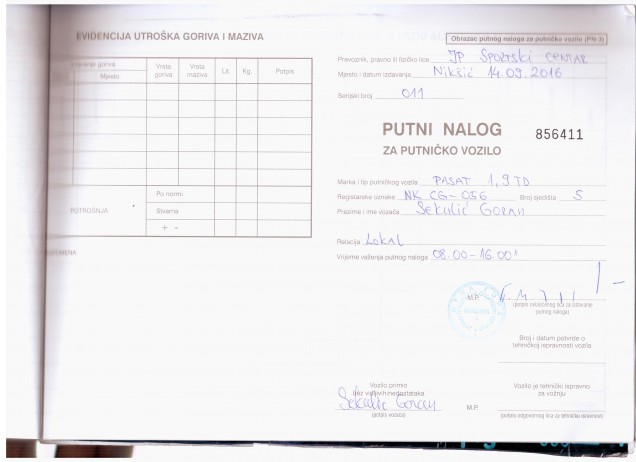 EVIDENCIJA UTROŠKA GORIVA I MAZIVA
goriva
Mjesto
Vrsta goriva
Vrsta maziva
Lit.
Kg.
Potpis
POTROŠNJA
Po normi
Stvarna
+ -
Obrazac putnog naloga za putničko vozilo (PN-3)
Prevoznik, pravno ili fizičko lice JP SPORTSKI CENTAR
Mjesto i datum izdavanja Nikšić 14.09.2016
Serijski broj 011
PUTNI NALOG 856411
ZA PUTNIČKO VOZILO
Marka i tip putničkog vozila PASAT 1,9 TD
Registarske oznake NK CG-056 Broj sjedišta 5
Prezime i ime vozača Sekulić Goran
Relacija LOKAL
Vrijeme važenja putnog naloga 08.00-16.00
M.P.
(potpis ovlašćenog lica za izdavanje
putnog naloga)
Broj i datum potvrde o
tehničkoj ispravnosti vozila
Vozilo primio
bez vidljivih nedostataka
Sekulić Goran
(potpis vozača)
Vozilo je tehnički ispravno
za vožnju
M.P.
(potpis odgovornog lica za tehničku ispravnost)